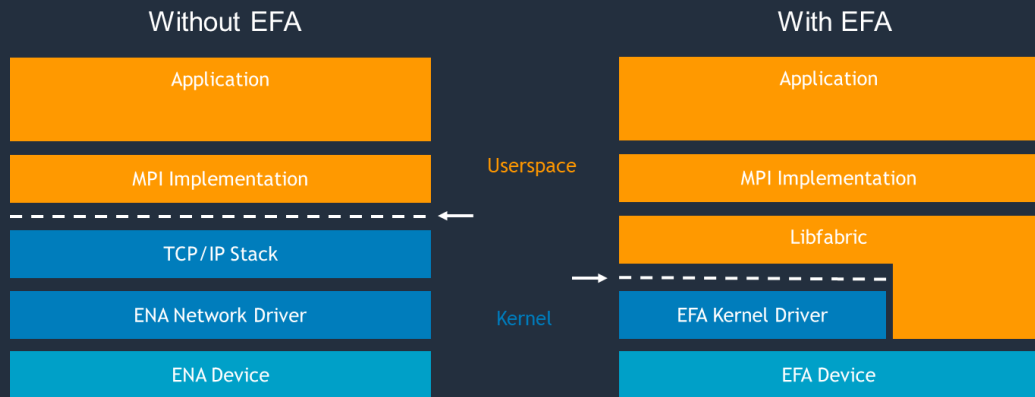 Without EFA
Application
MPI Implementation
TCP/IP Stack
ENA Network Driver
ENA Device
Userspace
Kernel
With EFA
Application
MPI Implementation
Libfabric
EFA Kernel Driver
EFA Device